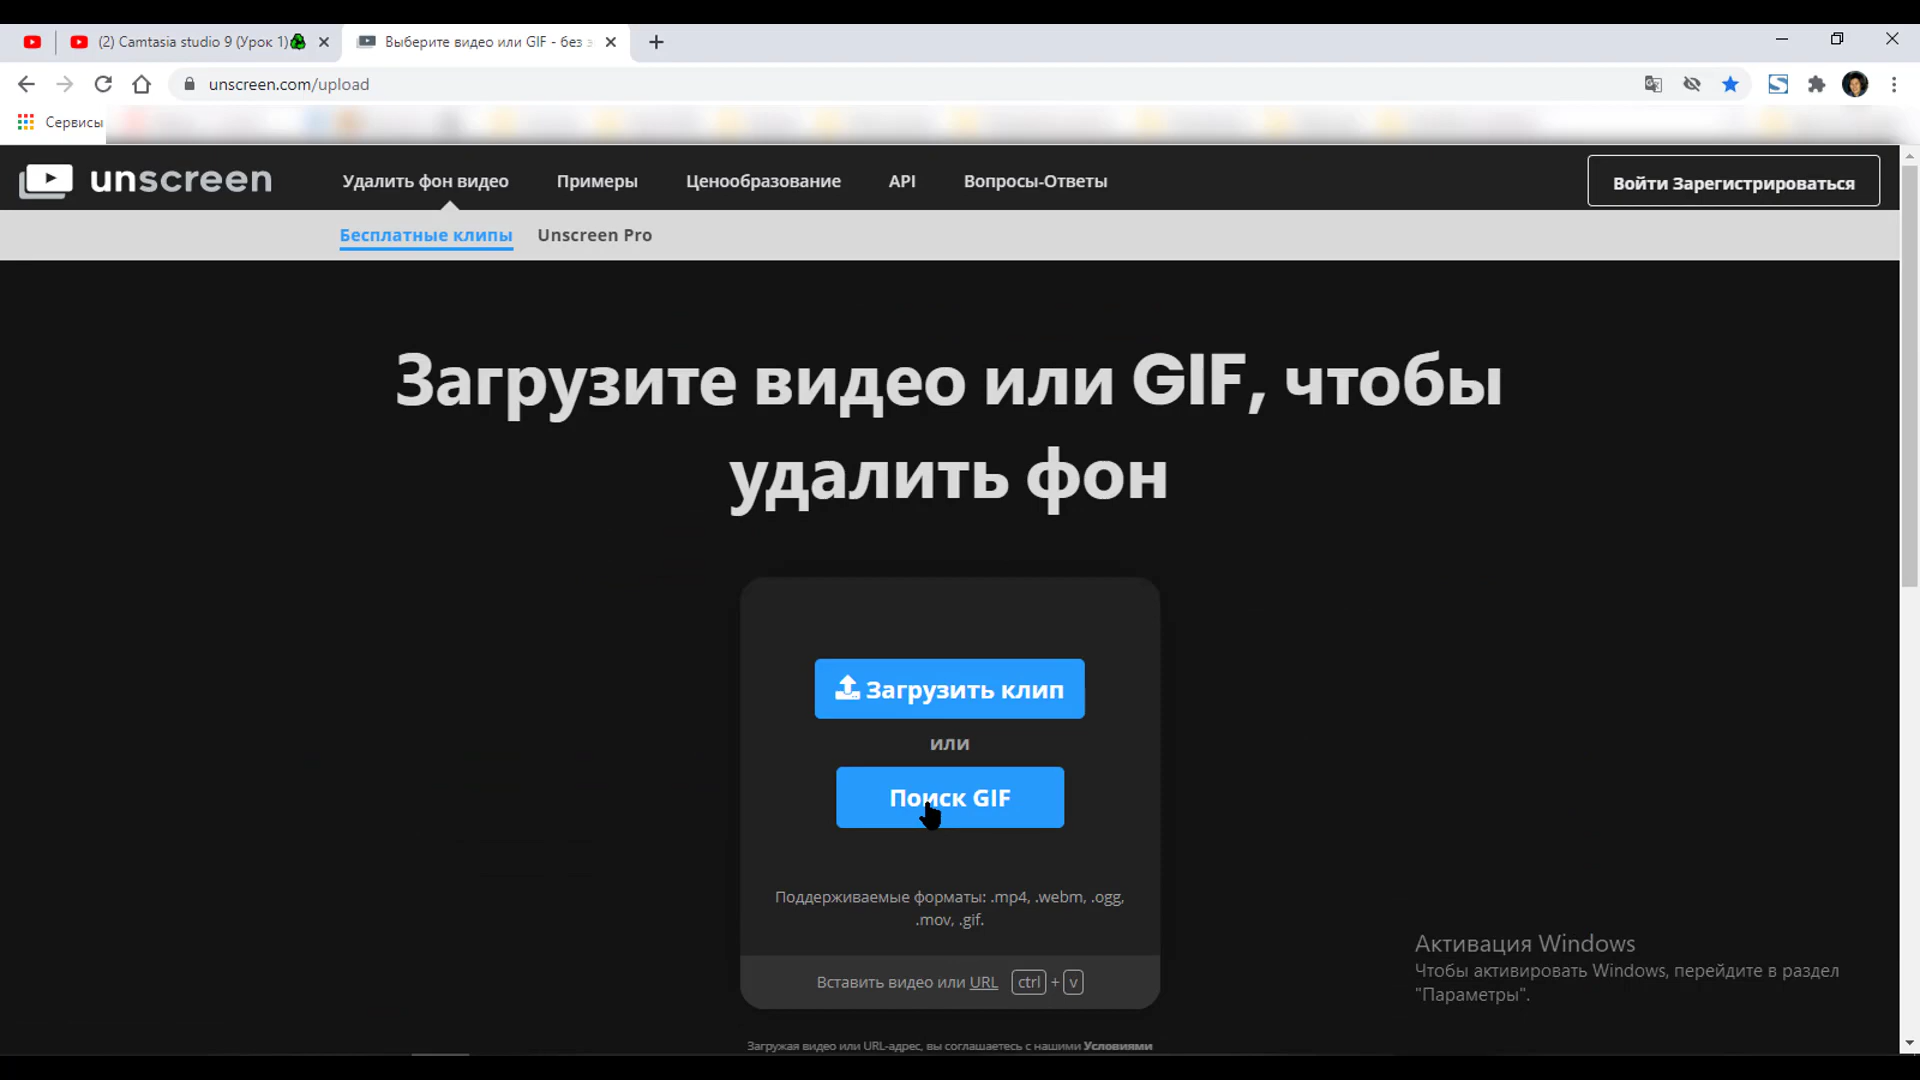 (2) Camtasia studio 9 (Урок 1)
Выберите видео или GIF - без
unscreen.com/upload
Сервисы
unscreen
Удалить фон видео
Примеры
Ценообразование
API
Вопросы-Ответы
Войти Зарегистрироваться
Бесплатные клипы
Unscreen Pro
Загрузите видео или GIF, чтобы
удалить фон
Загрузить клип
или
Поиск GIF
Поддерживаемые форматы: .mp4, .webm, .ogg,
.mov, .gif.
Вставить видео или URL ctrl + v
Активация Windows
Чтобы активировать Windows, перейдите в раздел
"Параметры".
Загружая видео или URL-адрес, вы соглашаетесь с нашими Условиями